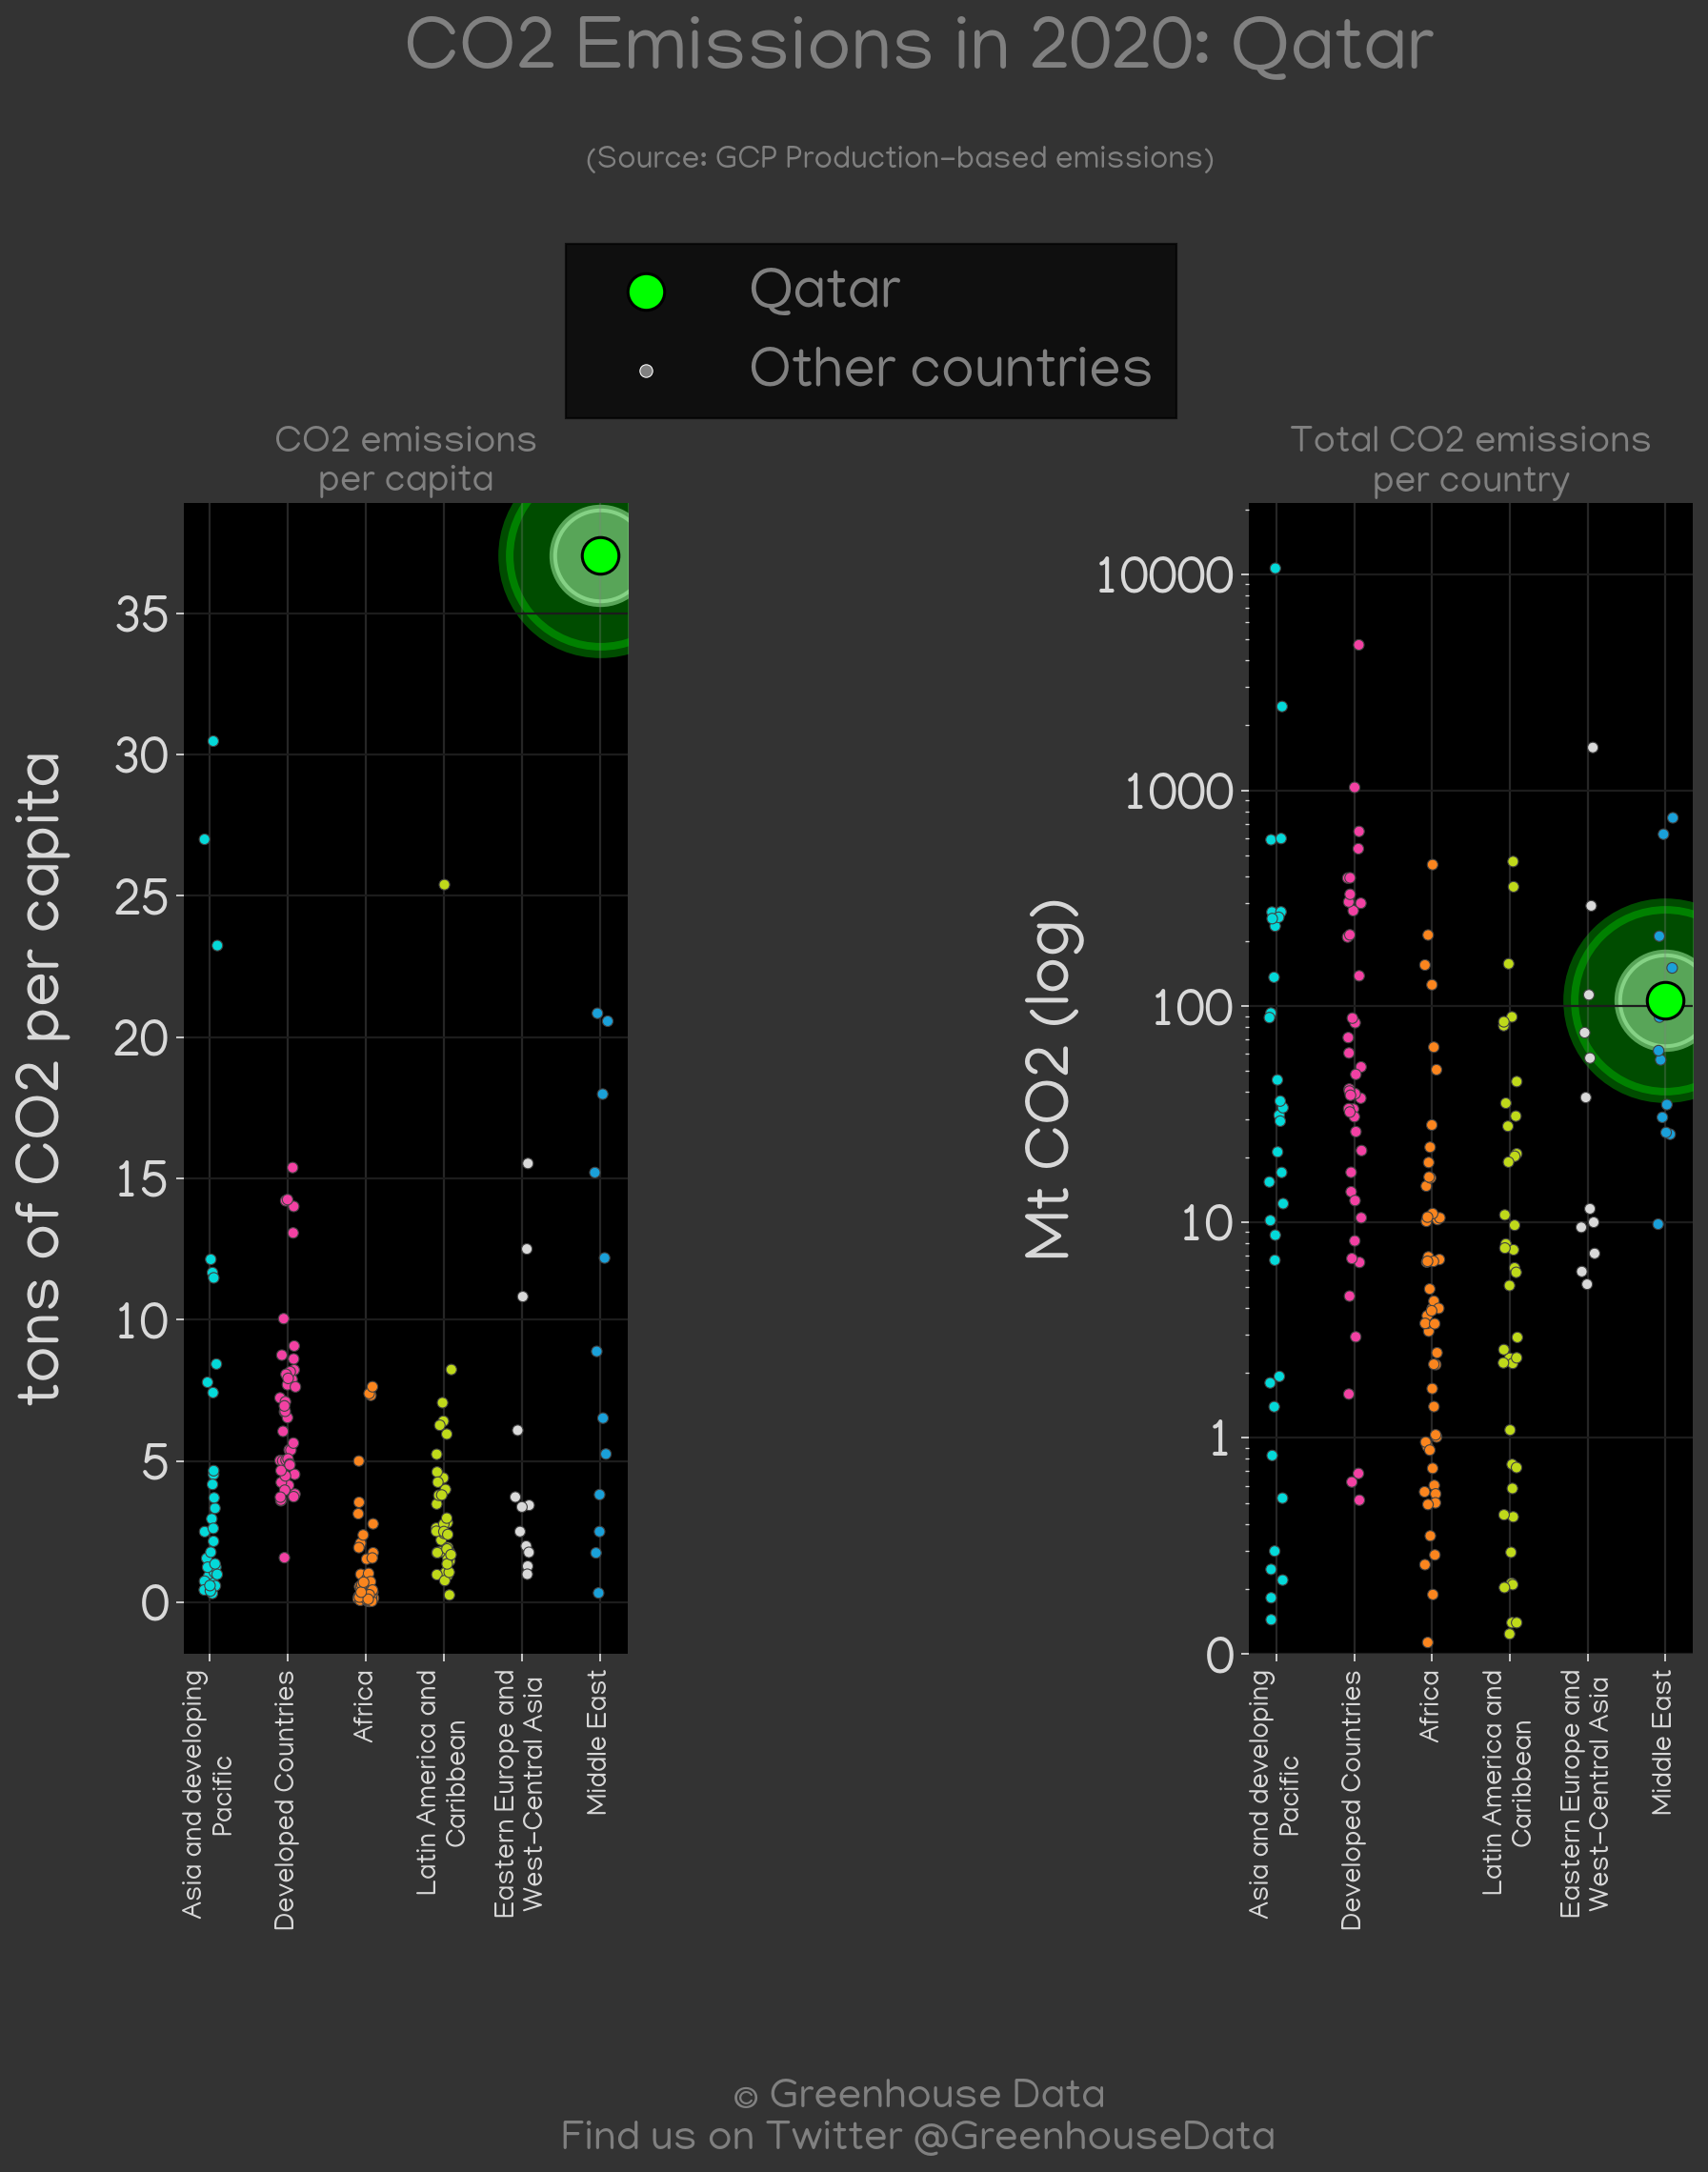 CO2 Emissions in 2020: Qatar
(Source: GCP Production-based emissions)
Qatar
Other countries
CO2 emissions
per capita
tons of CO2 per capita
35
30
25
20
15
10
5
0
Asia and developing
Pacific
Developed Countries
Africa
Latin America and
Caribbean
Eastern Europe and
West-Central Asia
Middle East
Total CO2 emissions
per country
Mt CO2 (log)
10000
1000
100
10
1
0
Asia and developing
Pacific
Developed Countries
Africa
Latin America and
Caribbean
Eastern Europe and
West-Central Asia
Middle East
© Greenhouse Data
Find us on Twitter @GreenhouseData